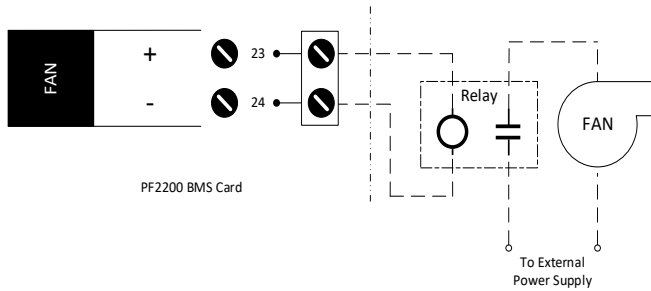 FAN
+
-
23
24
PF2200 BMS Card
Relay
FAN
To External
Power Supply